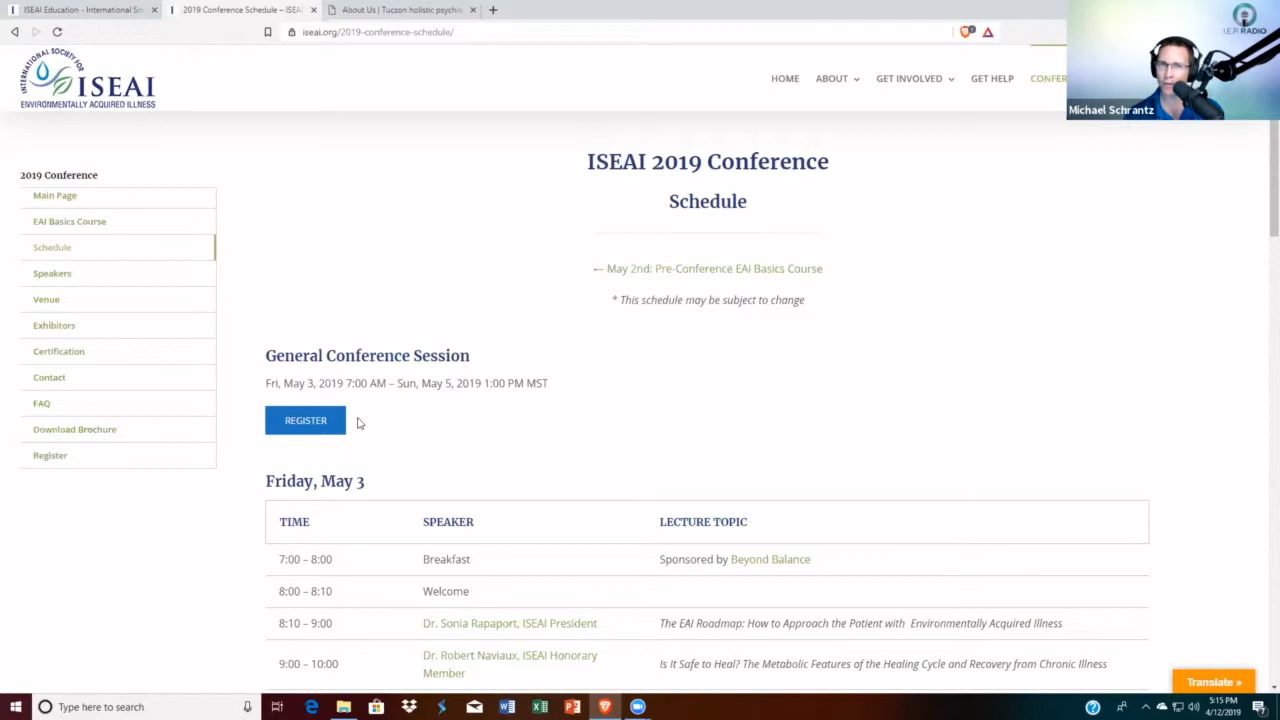 ISEAI Education - International So
2019 Conference Schedule – ISEAI
About Us | Tucson holistic psychia
iseai.org/2019-conference-schedule/
INTERNATIONAL SOCIETY FOR
ISEAI
ENVIRONMENTALLY ACQUIRED ILLNESS
HOME
ABOUT
GET INVOLVED
GET HELP
CONFER
I.E.P. RADIO
Michael Schrantz
2019 Conference
Main Page
EAI Basics Course
Schedule
Speakers
Venue
Exhibitors
Certification
Contact
FAQ
Download Brochure
Register
ISEAI 2019 Conference
Schedule
← May 2nd: Pre-Conference EAI Basics Course
* This schedule may be subject to change
General Conference Session
Fri, May 3, 2019 7:00 AM – Sun, May 5, 2019 1:00 PM MST
REGISTER
Friday, May 3
TIME SPEAKER LECTURE TOPIC
7:00 – 8:00 Breakfast Sponsored by Beyond Balance
8:00 – 8:10 Welcome
8:10 – 9:00 Dr. Sonia Rapaport, ISEAI President The EAI Roadmap: How to Approach the Patient with Environmentally Acquired Illness
9:00 – 10:00 Dr. Robert Naviaux, ISEAI Honorary Member Is It Safe to Heal? The Metabolic Features of the Healing Cycle and Recovery from Chronic Illness
Translate »
Type here to search
5:15 PM
4/12/2019